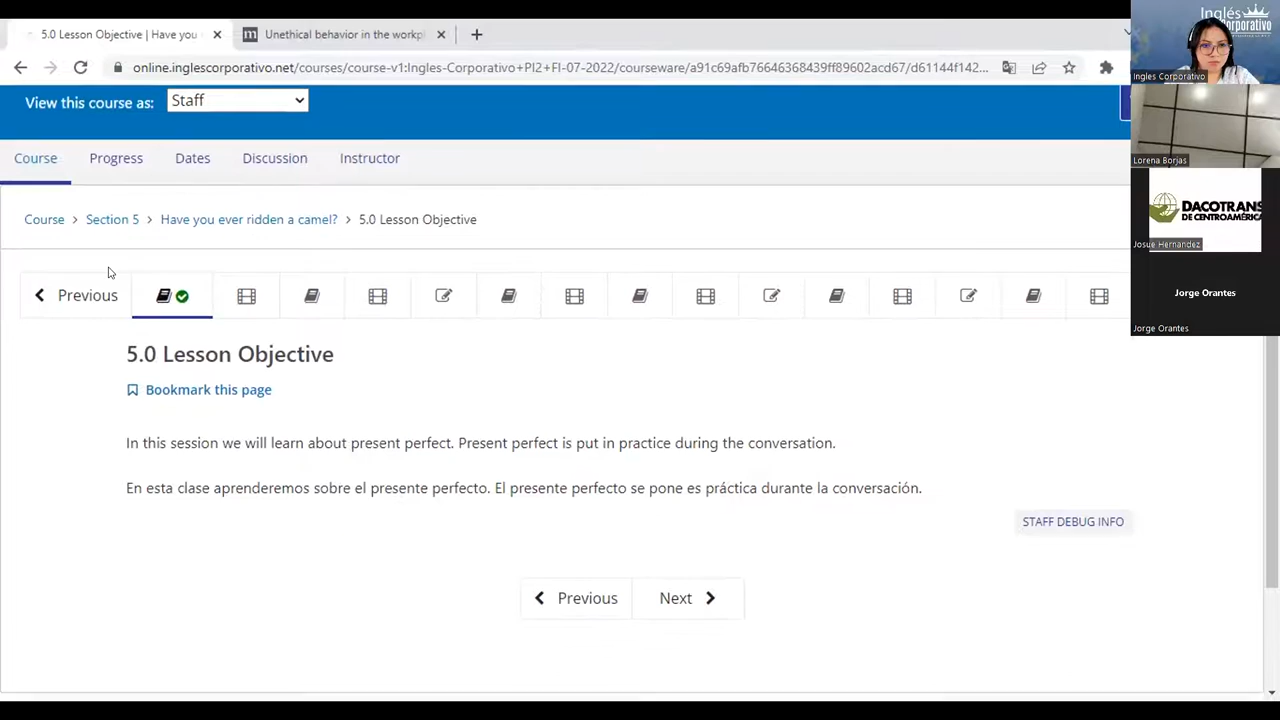 5.0 Lesson Objective | Have you
Unethical behavior in the workpl
online.inglescorporativo.net/courses/course-v1:Ingles-Corporativo+PI2+FI-07-2022/courseware/a91c69afb76646368439ff89602acd67/d61144f142...
View this course as:
Staff
Course
Progress
Dates
Discussion
Instructor
Course > Section 5 > Have you ever ridden a camel? > 5.0 Lesson Objective
Previous
5.0 Lesson Objective
Bookmark this page
In this session we will learn about present perfect. Present perfect is put in practice during the conversation.
En esta clase aprenderemos sobre el presente perfecto. El presente perfecto se pone es práctica durante la conversación.
STAFF DEBUG INFO
Previous
Next
Inglés
Corporativo
Ingles Corporativo
Lorena Borjas
DACOTRANS
DE CENTROAMÉRICA
Josue Hernandez
Jorge Orantes
Jorge Orantes